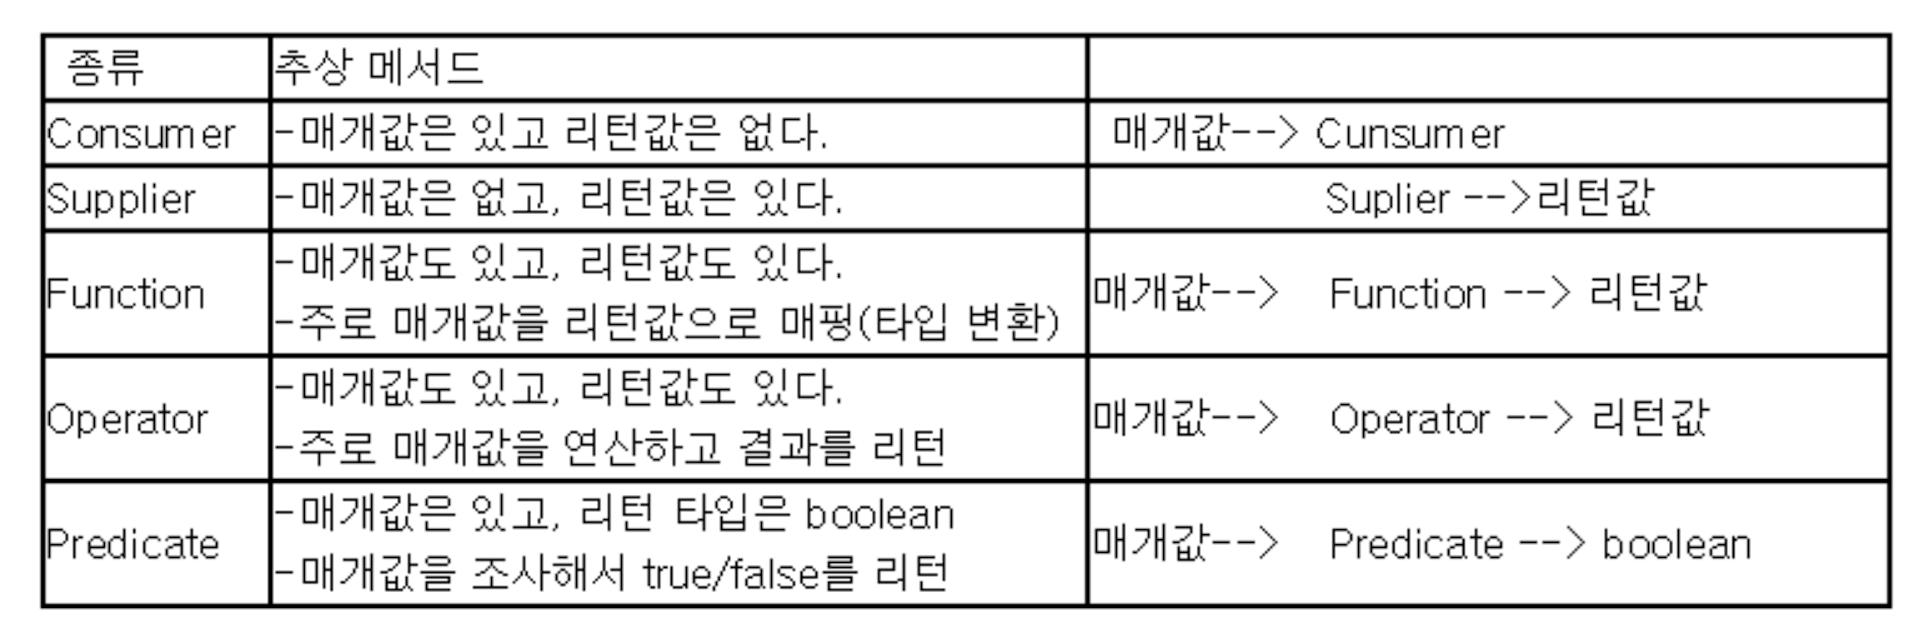 종류
추상 메서드
Consumer
-매개값은 있고 리턴값은 없다.
매개값--> Cunsumer
Supplier
-매개값은 없고, 리턴값은 있다.
Suplier -->리턴값
Function
-매개값도 있고, 리턴값도 있다.
-주로 매개값을 리턴값으로 매핑(타입 변환)
매개값--> Function --> 리턴값
Operator
-매개값도 있고, 리턴값도 있다.
-주로 매개값을 연산하고 결과를 리턴
매개값--> Operator --> 리턴값
Predicate
-매개값은 있고, 리턴 타입은 boolean
-매개값을 조사해서 true/false를 리턴
매개값--> Predicate --> boolean